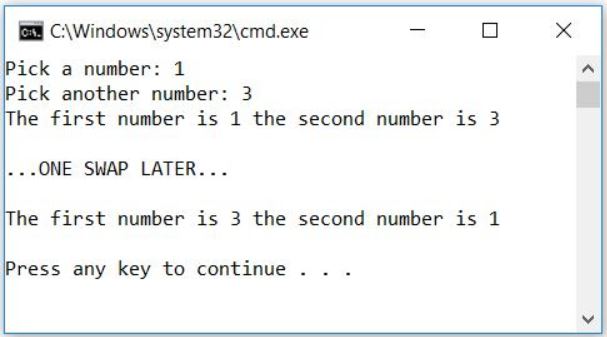 C:\Windows\system32\cmd.exe
Pick a number: 1
Pick another number: 3
The first number is 1 the second number is 3
...ONE SWAP LATER...
The first number is 3 the second number is 1
Press any key to continue . . .